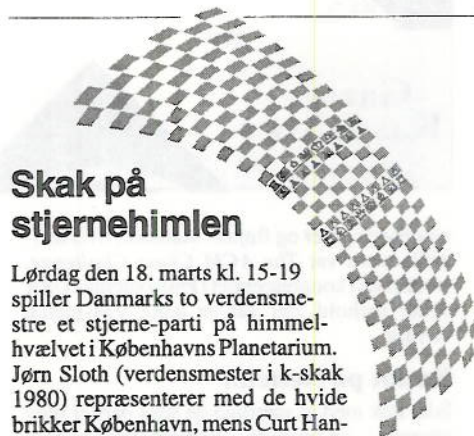 Skak på
stjernehimlen
Lørdag den 18. marts kl. 15-19
spiller Danmarks to verdensme-
stre et stjerne-parti på himmel-
hvælvet i Københavns Planetarium.
Jørn Sloth (verdensmester i k-skak
1980) repræsenterer med de hvide
brikker København, mens Curt Han-